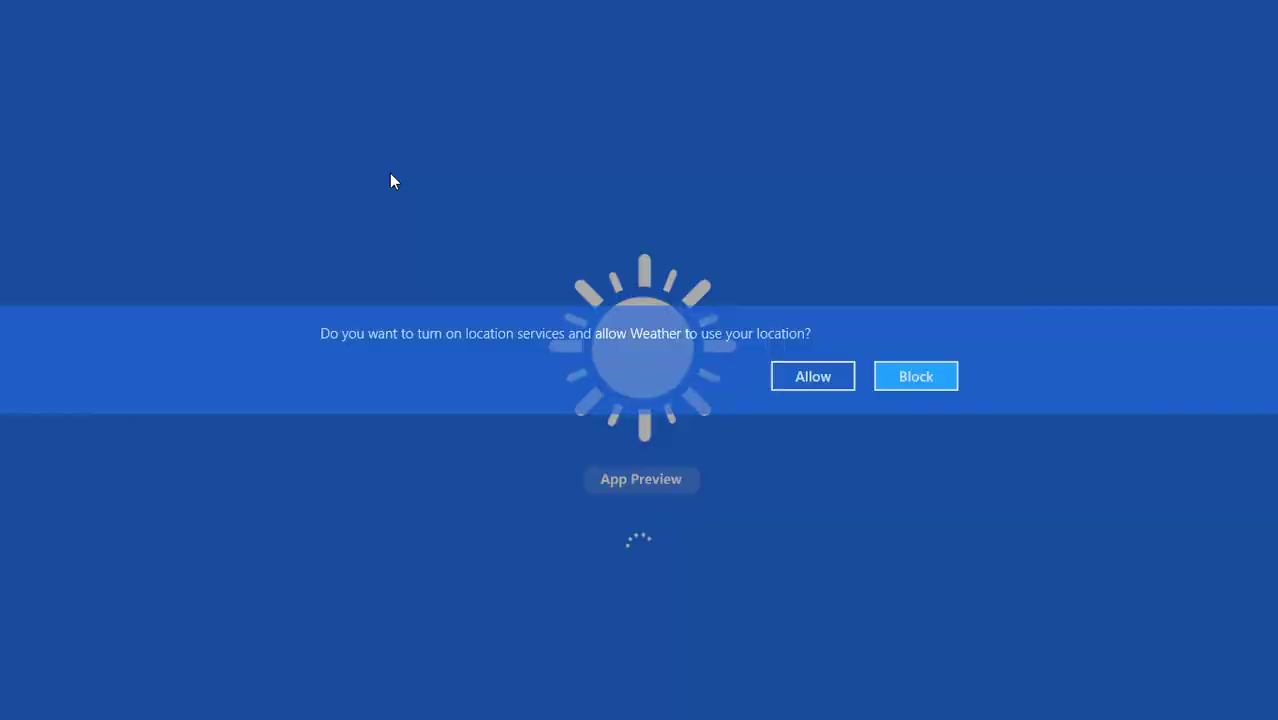 Do you want to turn on location services and allow Weather to use your location?
Allow Block
App Preview